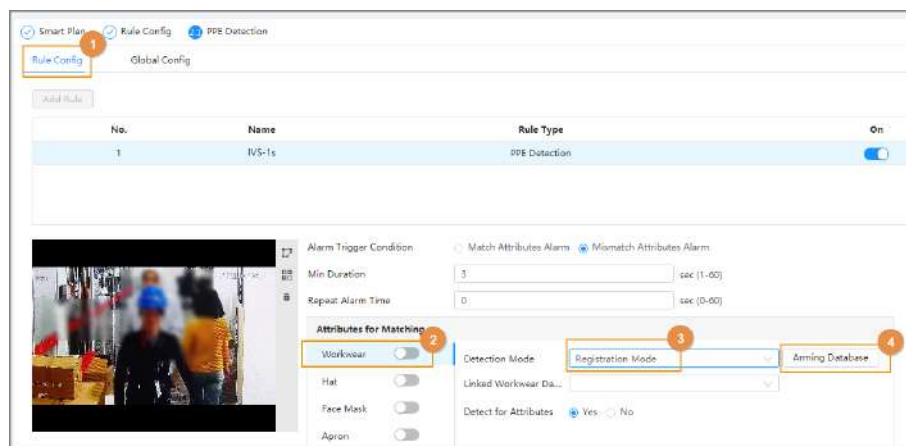 Smart Plan Rule Config PPE Detection
1
Rule Config Global Config
Add Rule
No. Name Rule Type On
1 IVS-1s PPE Detection
Alarm Trigger Condition Match Attributes Alarm Mismatch Attributes Alarm
Min Duration 3 sec (1-60)
Repeat Alarm Time 0 sec (0-60)
Attributes for Matching
2 3 4
Workwear Detection Mode Registration Mode Arming Database
Hat Linked Workwear Da...
Face Mask Detect for Attributes Yes No
Apron